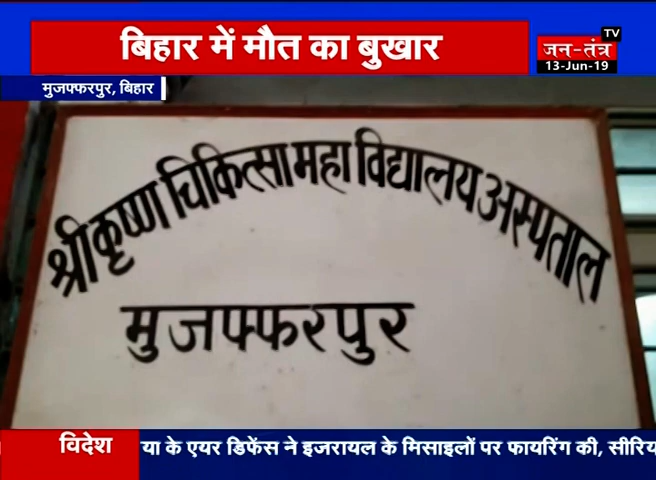 बिहार में मौत का बुखार
जन-तंत्र TV
13-Jun-19
मुजफ्फरपुर, बिहार
श्रीकृष्ण चिकित्सा महा विद्यालय अस्पताल
मुजफ्फरपुर
विदेश
या के एयर डिफेंस ने इजरायल के मिसाइलों पर फायरिंग की, सीरिय